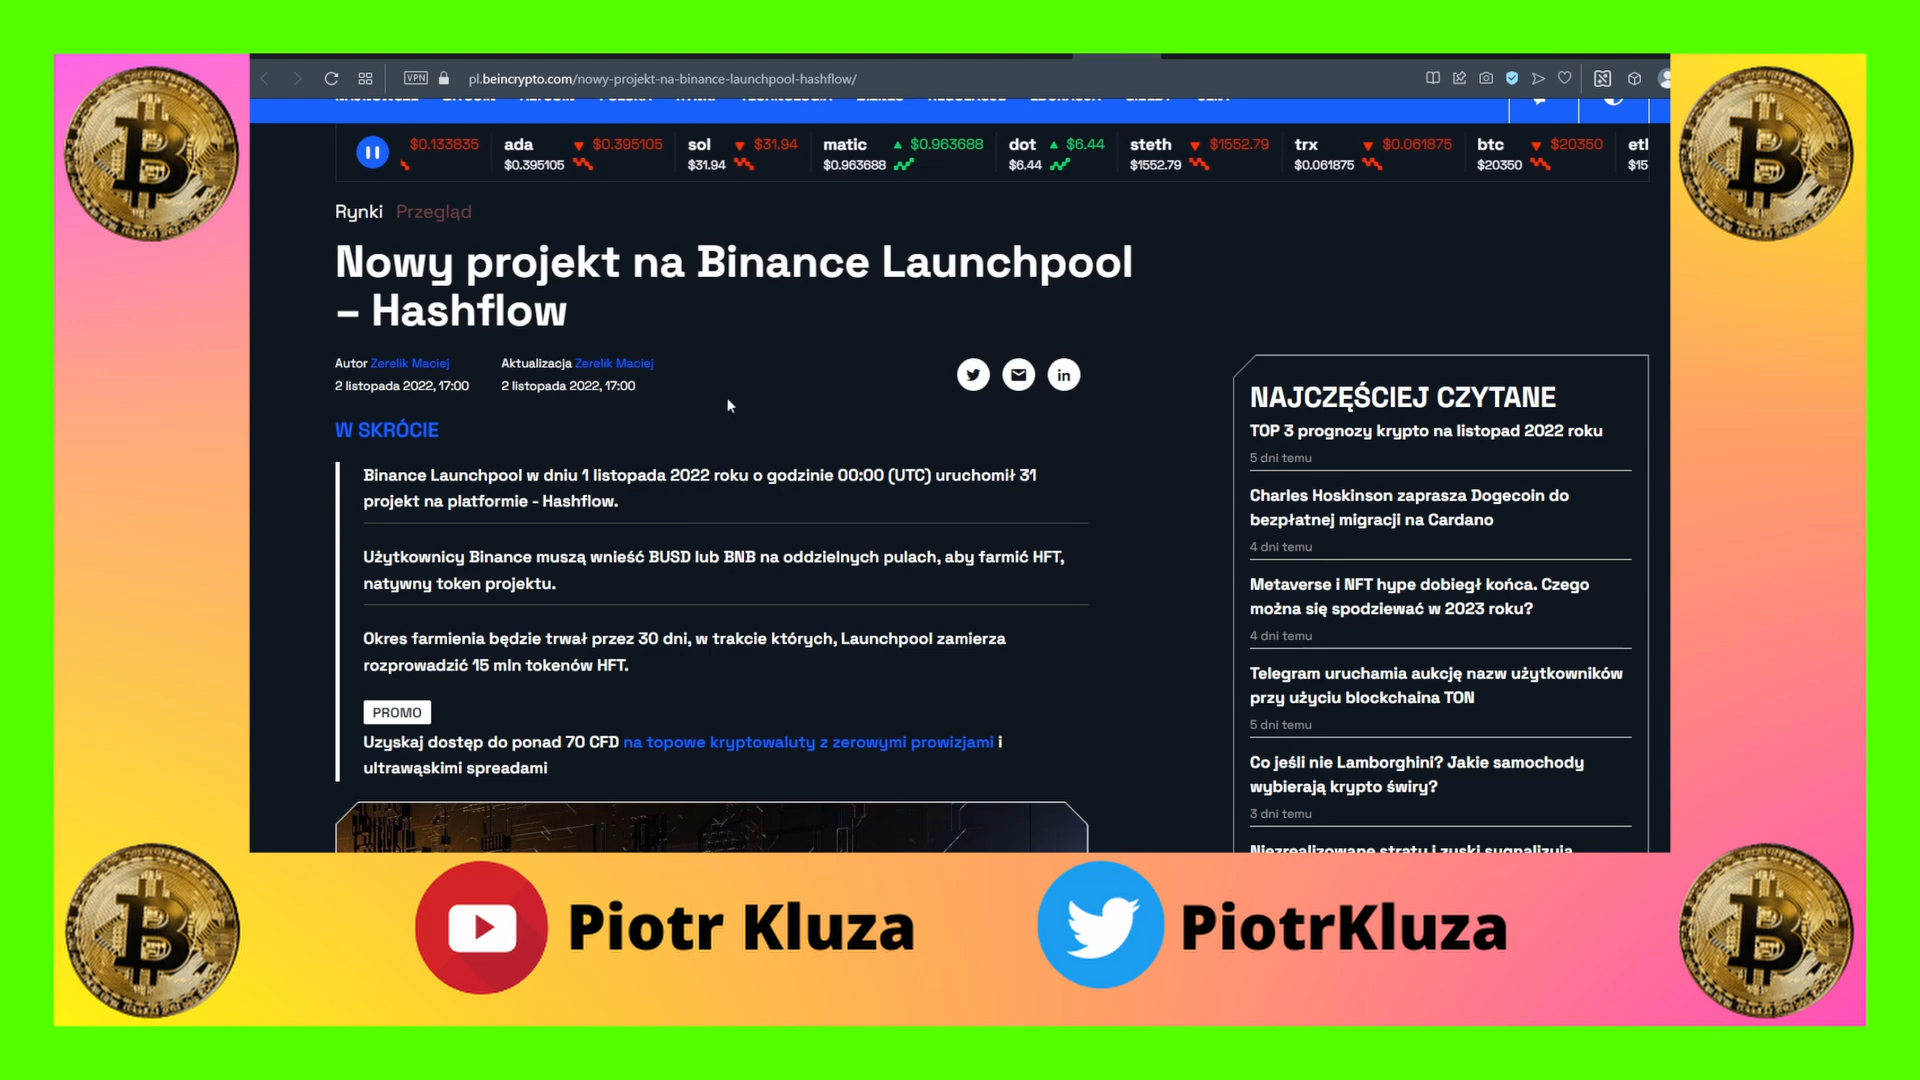 VPN pl.beincrypto.com/nowy-projekt-na-binance-launchpool-hashflow/
$0.133835 ada $0.395105 sol $31.94 matic $0.963688 dot $6.44 steth $1552.79 trx $0.061875 btc $20350
$0.395105 $31.94 $0.963688 $6.44 $1552.79 $0.061875 $20350 $15
Rynki Przegląd
Nowy projekt na Binance Launchpool
– Hashflow
Autor Zerelik Maciej Aktualizacja Zerelik Maciej
2 listopada 2022, 17:00 2 listopada 2022, 17:00
W SKRÓCIE
Binance Launchpool w dniu 1 listopada 2022 roku o godzinie 00:00 (UTC) uruchomił 31
projekt na platformie - Hashflow.
Użytkownicy Binance muszą wnieść BUSD lub BNB na oddzielnych pulach, aby farmić HFT,
natywny token projektu.
Okres farmienia będzie trwał przez 30 dni, w trakcie których, Launchpool zamierza
rozprowadzić 15 mln tokenów HFT.
PROMO
Uzyskaj dostęp do ponad 70 CFD na topowe kryptowaluty z zerowymi prowizjami i
ultrawąskimi spreadami
NAJCZĘŚCIEJ CZYTANE
TOP 3 prognozy krypto na listopad 2022 roku
5 dni temu
Charles Hoskinson zaprasza Dogecoin do
bezpłatnej migracji na Cardano
4 dni temu
Metaverse i NFT hype dobiegł końca. Czego
można się spodziewać w 2023 roku?
4 dni temu
Telegram uruchamia aukcję nazw użytkowników
przy użyciu blockchaina TON
5 dni temu
Co jeśli nie Lamborghini? Jakie samochody
wybierają krypto świry?
3 dni temu
Niezrealizowane straty i zyski sygnalizują
Piotr Kluza
PiotrKluza